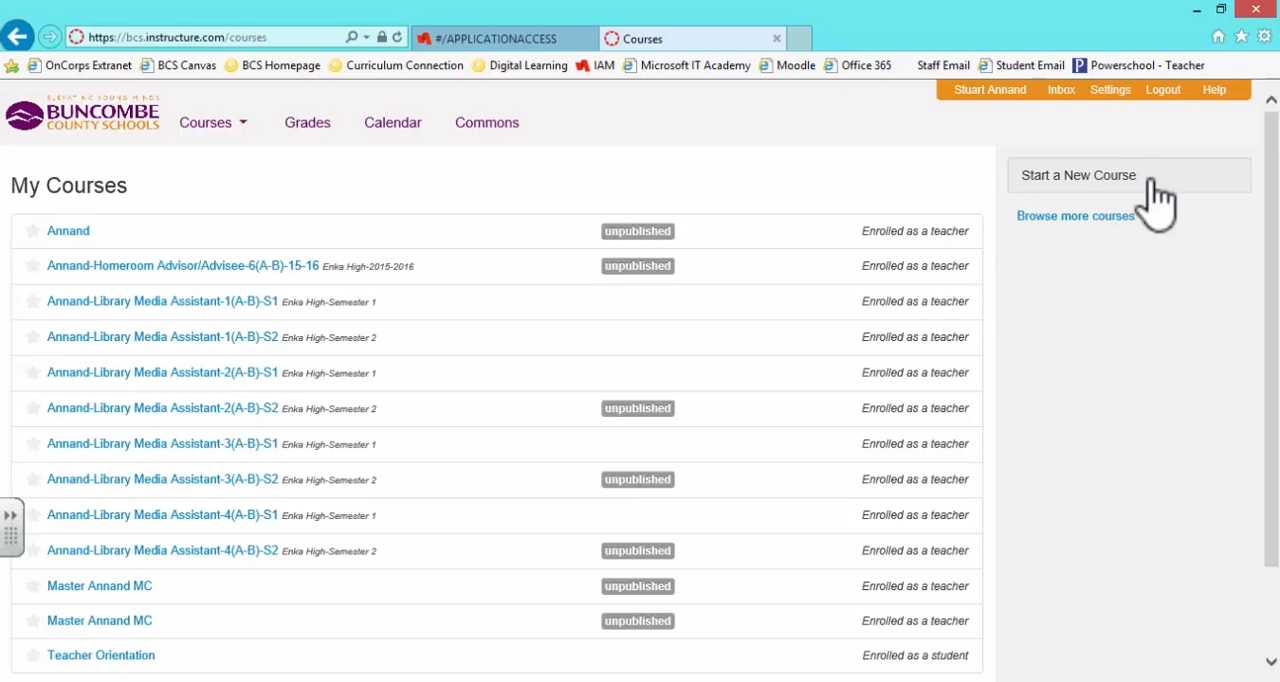 https://bcs.instructure.com/courses
#/APPLICATIONACCESS
Courses
OnCorps Extranet BCS Canvas BCS Homepage Curriculum Connection Digital Learning IAM Microsoft IT Academy Moodle Office 365 Staff Email Student Email Powerschool - Teacher
Stuart Annand Inbox Settings Logout Help
BUNCOMBE
COUNTY SCHOOLS
Courses Grades Calendar Commons
My Courses
Start a New Course
Browse more courses
Annand unpublished Enrolled as a teacher
Annand-Homeroom Advisor/Advisee-6(A-B)-15-16 Enka High-2015-2016 unpublished Enrolled as a teacher
Annand-Library Media Assistant-1(A-B)-S1 Enka High-Semester 1 Enrolled as a teacher
Annand-Library Media Assistant-1(A-B)-S2 Enka High-Semester 2 Enrolled as a teacher
Annand-Library Media Assistant-2(A-B)-S1 Enka High-Semester 1 Enrolled as a teacher
Annand-Library Media Assistant-2(A-B)-S2 Enka High-Semester 2 unpublished Enrolled as a teacher
Annand-Library Media Assistant-3(A-B)-S1 Enka High-Semester 1 Enrolled as a teacher
Annand-Library Media Assistant-3(A-B)-S2 Enka High-Semester 2 unpublished Enrolled as a teacher
Annand-Library Media Assistant-4(A-B)-S1 Enka High-Semester 1 Enrolled as a teacher
Annand-Library Media Assistant-4(A-B)-S2 Enka High-Semester 2 unpublished Enrolled as a teacher
Master Annand MC unpublished Enrolled as a teacher
Master Annand MC unpublished Enrolled as a teacher
Teacher Orientation Enrolled as a student